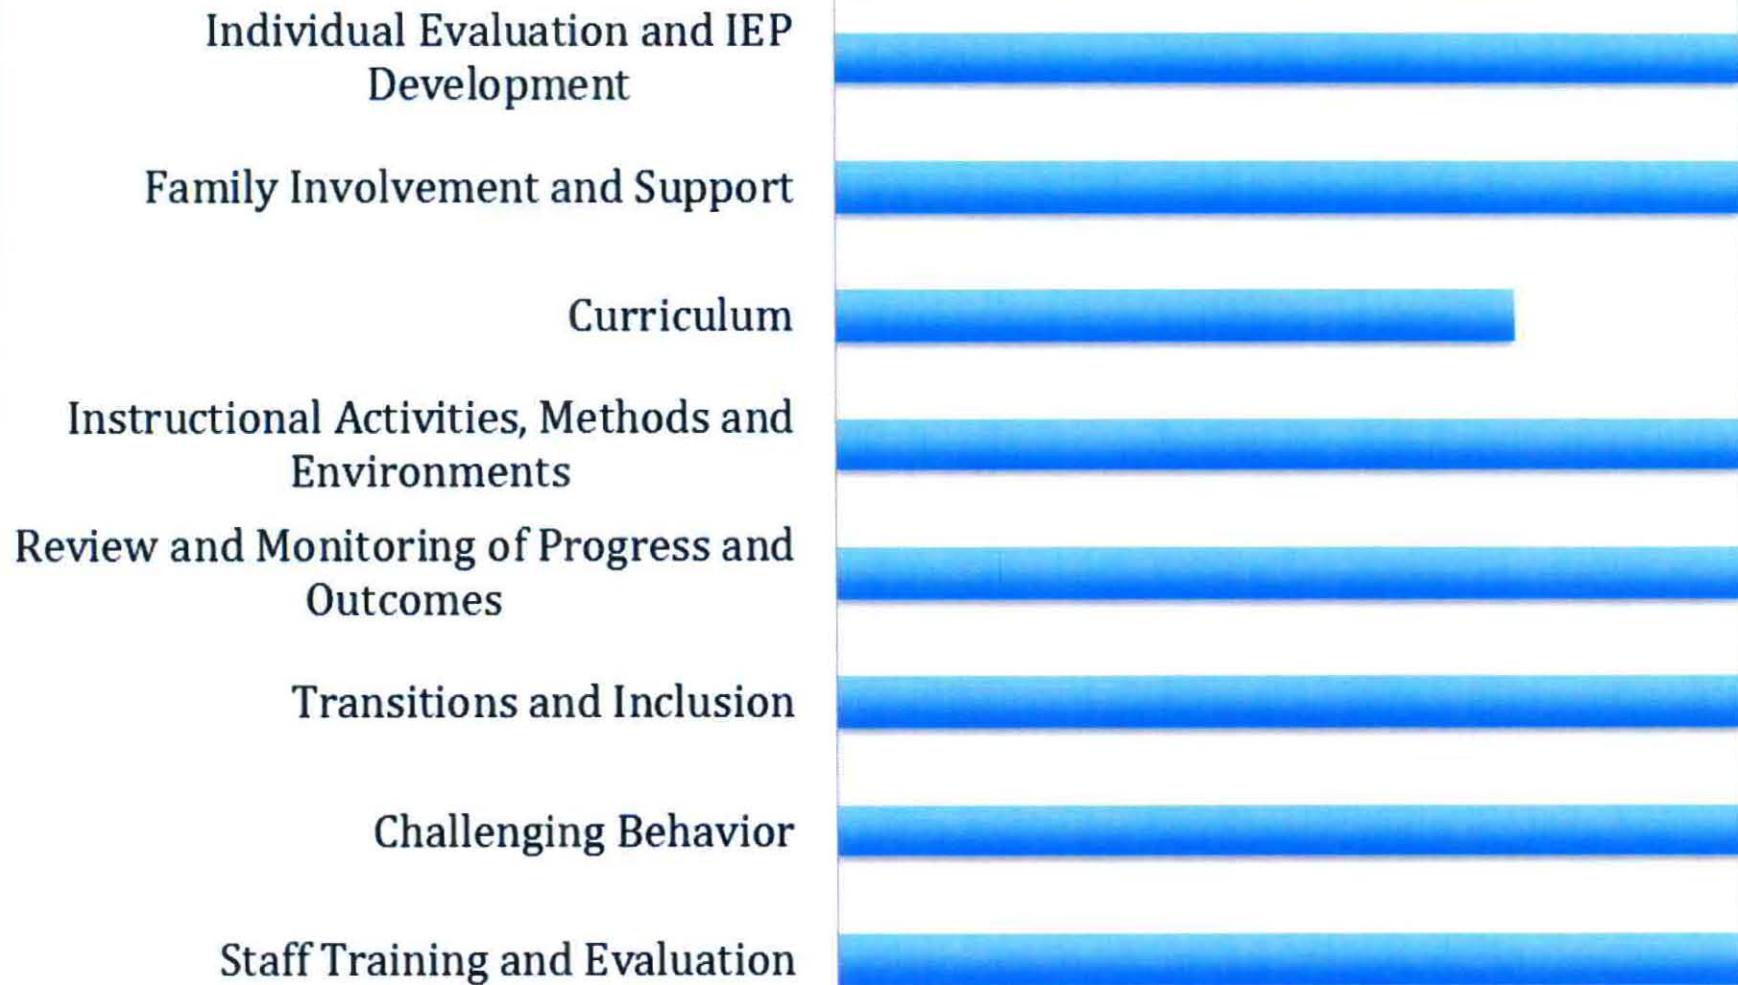 Individual Evaluation and IEP
Development
Family Involvement and Support
Curriculum
Instructional Activities, Methods and
Environments
Review and Monitoring of Progress and
Outcomes
Transitions and Inclusion
Challenging Behavior
Staff Training and Evaluation